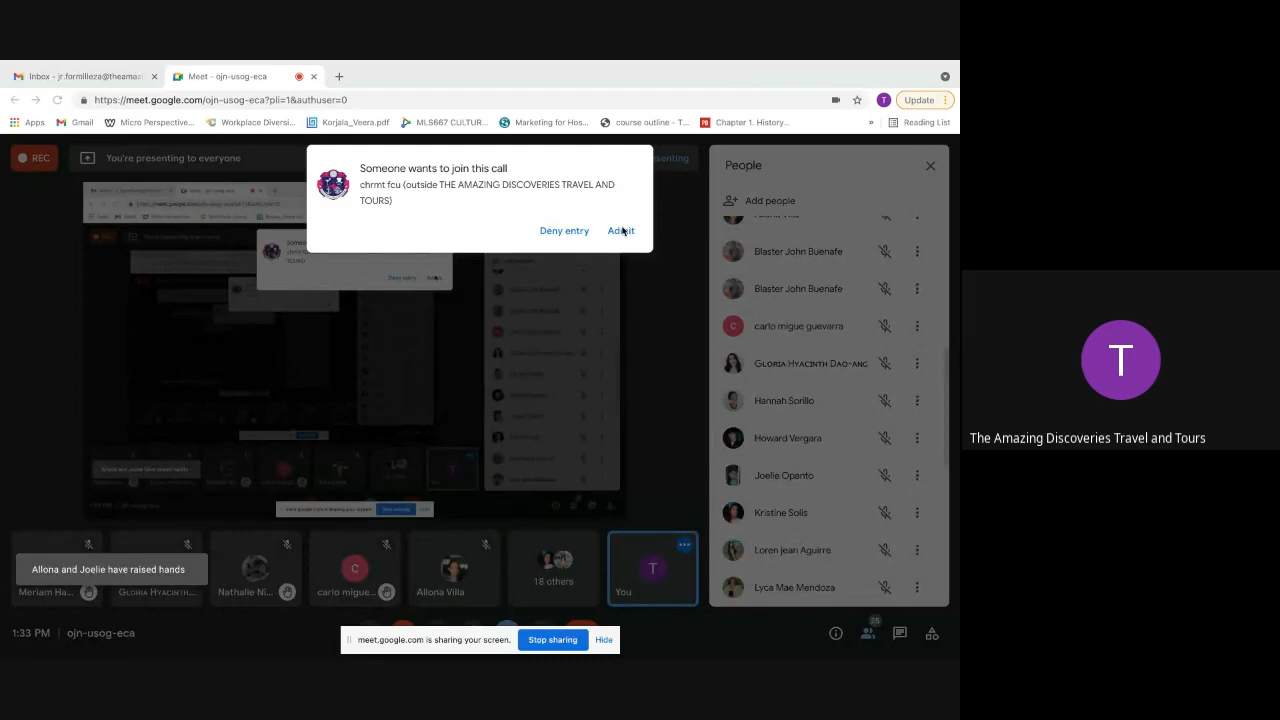 Inbox - jr.formilleza@theamaz
Meet - ojn-usog-eca
https://meet.google.com/ojn-usog-eca?pli=1&authuser=0
T
Update
Apps
Gmail
Micro Perspective...
Workplace Diversi...
Korjala_Veera.pdf
MLS667 CULTUR...
Marketing for Hos...
course outline - T...
Chapter 1. History...
»
Reading List
REC
You're presenting to everyone
Someone wants to join this call
chrmt fcu (outside THE AMAZING DISCOVERIES TRAVEL AND
TOURS)
Deny entry
Admit
People
Add people
Blaster John Buenafe
Blaster John Buenafe
C
carlo migue guevarra
Gloria Hyacinth Dao-ang
Hannah Sorillo
Howard Vergara
Joelie Opanto
Kristine Solis
Loren jean Aguirre
Lyca Mae Mendoza
Allona and Joelie have raised hands
Meriam Ha...
Gloria Hyacinth...
Nathalie Ni...
C
carlo migue...
Allona Villa
18 others
T
You
1:33 PM | ojn-usog-eca
meet.google.com is sharing your screen.
Stop sharing
Hide
25
T
The Amazing Discoveries Travel and Tours